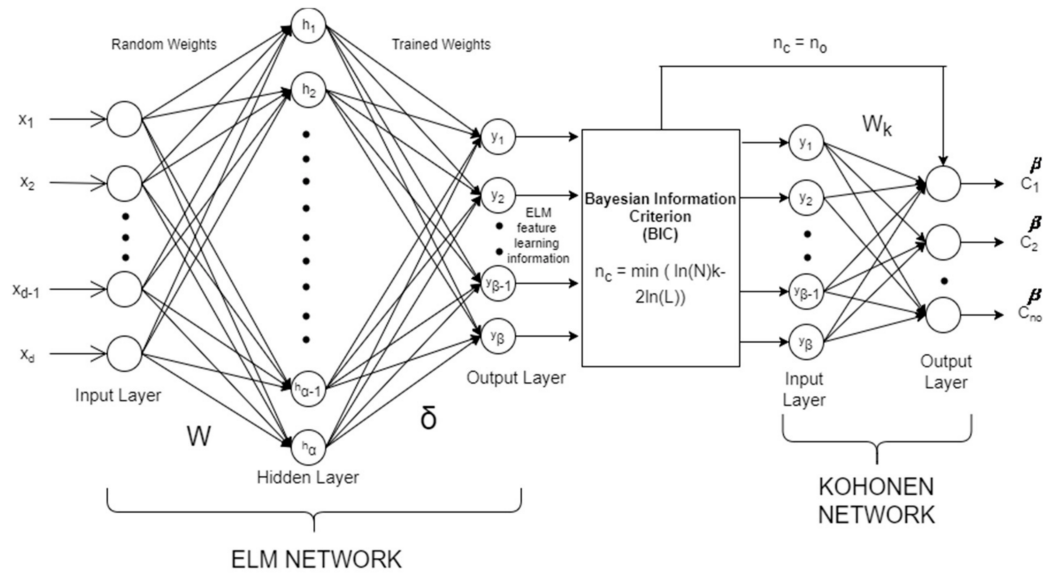 Random Weights
Trained Weights
n_c = n_o
h_1
h_2
h_α-1
h_α
x_1
x_2
x_d-1
x_d
Input Layer
W
Hidden Layer
δ
y_1
y_2
ELM
feature
learning
information
y_β-1
y_β
Output Layer
Bayesian Information
Criterion
(BIC)
n_c = min ( ln(N)k-
2ln(L))
y_1
y_2
y_β-1
y_β
Input
Layer
W_k
Output
Layer
C_1^β
C_2^β
C_no^β
ELM NETWORK
KOHONEN
NETWORK